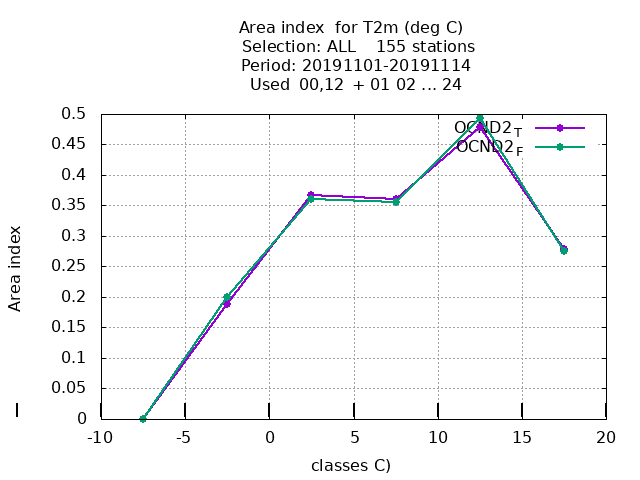 Area index  for T2m (deg C)
Selection: ALL    155 stations
Period: 20191101-20191114
Used  00,12  + 01 02 ... 24
0.5
0.45
0.4
0.35
0.3
0.25
0.2
0.15
0.1
0.05
0
-10 -5 0 5 10 15 20
OCND2T
OCND2F
Area index
classes C)